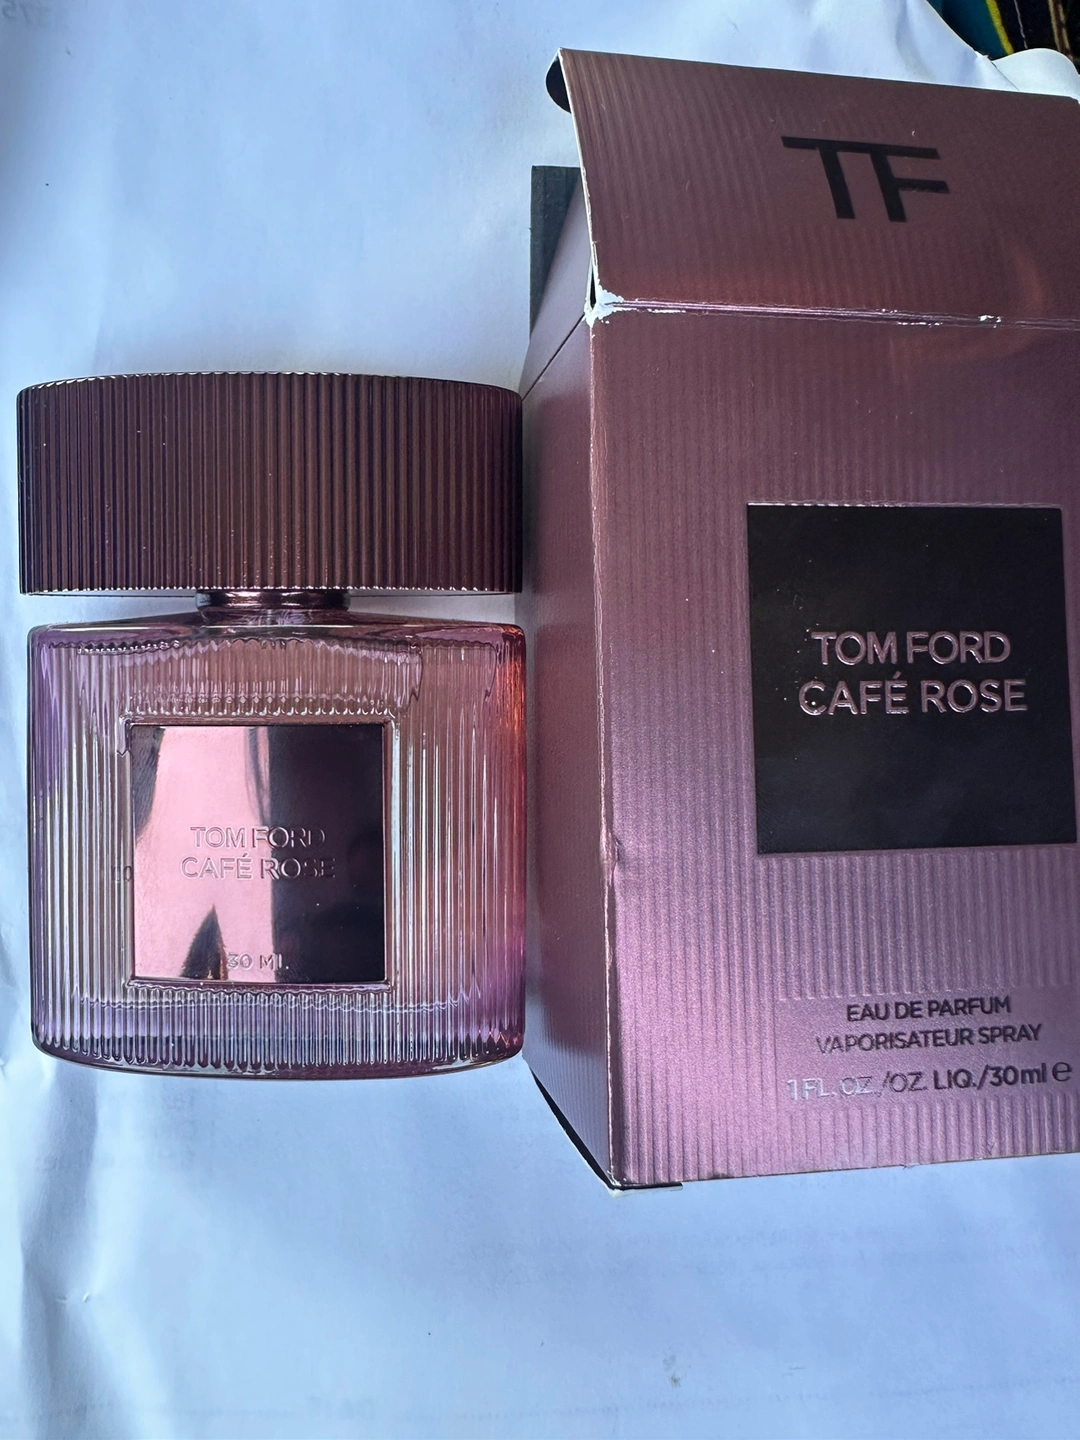 TF
TOM FORD
CAFÉ ROSE
EAU DE PARFUM
VAPORISATEUR SPRAY
1 FL. OZ./OZ. LIQ./30ml e
TOM FORD
CAFÉ ROSE
30 ML